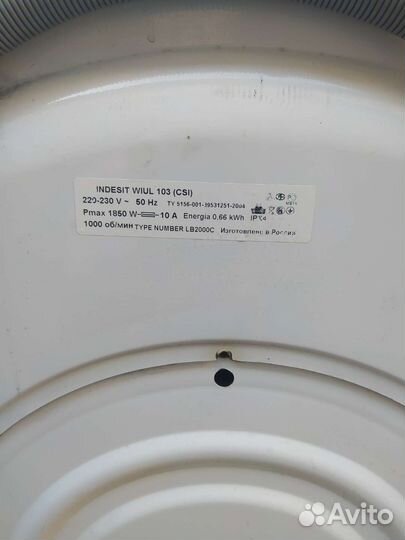 INDESIT WIUL 103 (CSI)
220-230 V ~ 50 Hz ТУ 5156-001-39531251-2004
Pmax 1850 W 10 A Energia 0.66 kWh IPX4
1000 об/мин TYPE NUMBER LB2000C Изготовлено в России
Avito